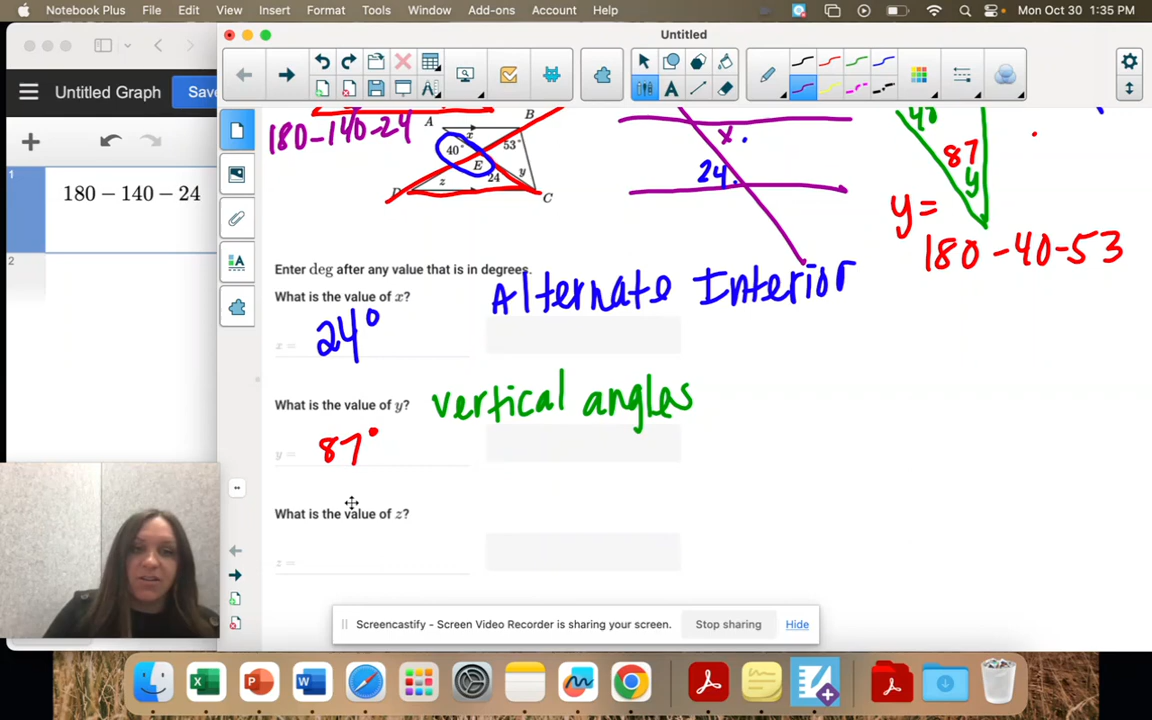 Notebook Plus File Edit View Insert Format Tools Window Add-ons Account Help Mon Oct 30 1:35 PM
Untitled
Untitled Graph
1
180 − 140 − 24
2
180-140-24
A
B
x
40°
53°
E
24
y
z
D
C
x
24
40
87
y
y=
180-40-53
Enter deg after any value that is in degrees.
What is the value of x?
Alternate Interior
x = 24°
What is the value of y?
vertical angles
y = 87°
What is the value of z?
z =
Screencastify - Screen Video Recorder is sharing your screen. Stop sharing Hide